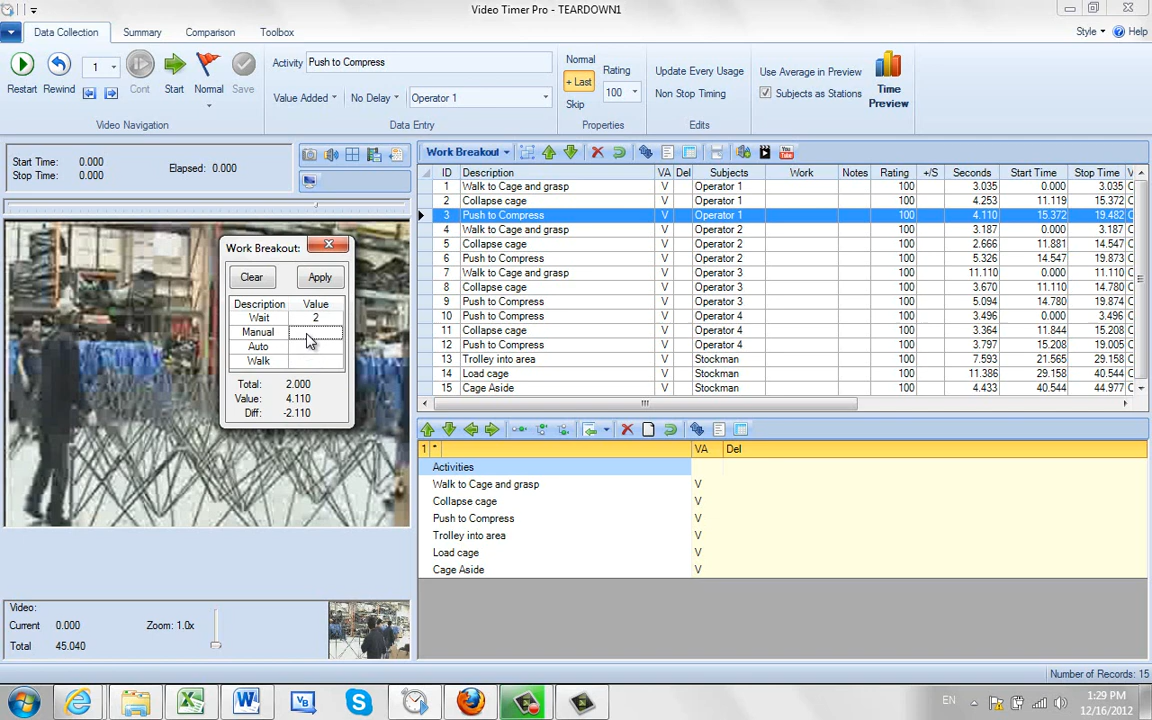 Video Timer Pro - TEARDOWN1
Data Collection Summary Comparison Toolbox Style Help
Restart Rewind 1 Cont Start Normal Save
Video Navigation
Activity Push to Compress
Value Added No Delay Operator 1
Data Entry
Normal
+ Last
Skip
Rating
100
Properties
Update Every Usage
Non Stop Timing
Edits
Use Average in Preview
Subjects as Stations
Time
Preview
Start Time: 0.000
Stop Time: 0.000
Elapsed: 0.000
Work Breakout
ID Description VA Del Subjects Work Notes Rating +/S Seconds Start Time Stop Time V
1 Walk to Cage and grasp V Operator 1 100 3.035 0.000 3.035 C
2 Collapse cage V Operator 1 100 4.253 11.119 15.372 C
3 Push to Compress V Operator 1 100 4.110 15.372 19.482 C
4 Walk to Cage and grasp V Operator 2 100 3.187 0.000 3.187 C
5 Collapse cage V Operator 2 100 2.666 11.881 14.547 C
6 Push to Compress V Operator 2 100 5.326 14.547 19.873 C
7 Walk to Cage and grasp V Operator 3 100 11.110 0.000 11.110 C
8 Collapse cage V Operator 3 100 3.669 11.110 14.780 C
9 Push to Compress V Operator 3 100 5.094 14.780 19.874 C
10 Push to Compress V Operator 4 100 3.496 0.000 3.496 C
11 Collapse cage V Operator 4 100 3.364 11.844 15.208 C
12 Push to Compress V Operator 4 100 3.797 15.208 19.005 C
13 Trolley into area V Stockman 100 7.593 21.565 29.158 C
14 Load cage V Stockman 100 11.386 29.158 40.544 C
15 Cage Aside V Stockman 100 4.433 40.544 44.977 C
Work Breakout:
Clear Apply
Description Value
Wait 2
Manual
Auto
Walk
Total: 2.000
Value: 4.110
Diff: -2.110
1 * VA Del
Activities
Walk to Cage and grasp V
Collapse cage V
Push to Compress V
Trolley into area V
Load cage V
Cage Aside V
Video:
Current 0.000 Zoom: 1.0x
Total 45.040
Number of Records: 15
EN
1:29 PM
12/16/2012